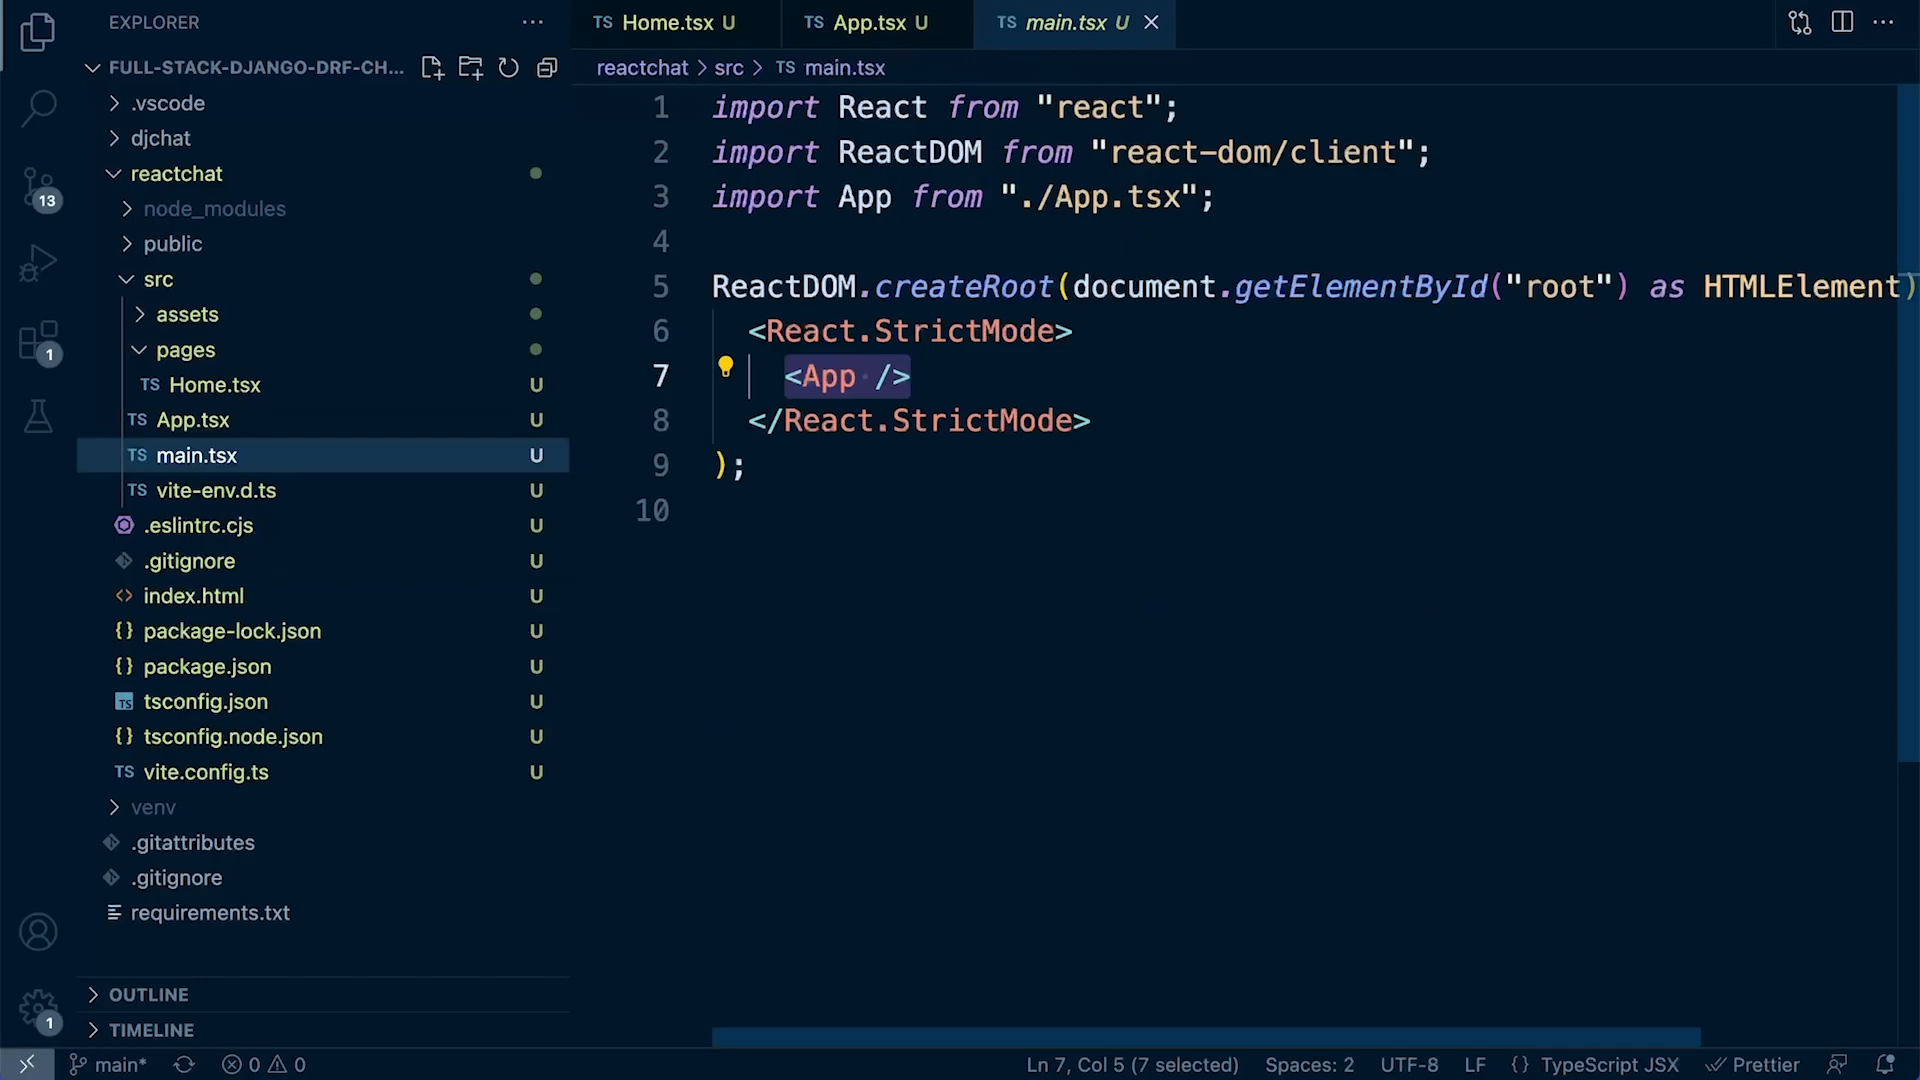 EXPLORER
FULL-STACK-DJANGO-DRF-CH...
.vscode
djchat
reactchat
node_modules
public
src
assets
pages
TS Home.tsx U
TS App.tsx U
TS main.tsx U
TS vite-env.d.ts U
.eslintrc.cjs U
.gitignore U
<> index.html U
{} package-lock.json U
{} package.json U
TS tsconfig.json U
{} tsconfig.node.json U
TS vite.config.ts U
venv
.gitattributes
.gitignore
requirements.txt
OUTLINE
TIMELINE
13
1
1
TS Home.tsx U
TS App.tsx U
TS main.tsx U
reactchat > src > TS main.tsx
1 import React from "react";
2 import ReactDOM from "react-dom/client";
3 import App from "./App.tsx";
4
5 ReactDOM.createRoot(document.getElementById("root") as HTMLElement)
6 <React.StrictMode>
7 <App />
8 </React.StrictMode>
9 );
10
main* 0 0 Ln 7, Col 5 (7 selected) Spaces: 2 UTF-8 LF {} TypeScript JSX Prettier